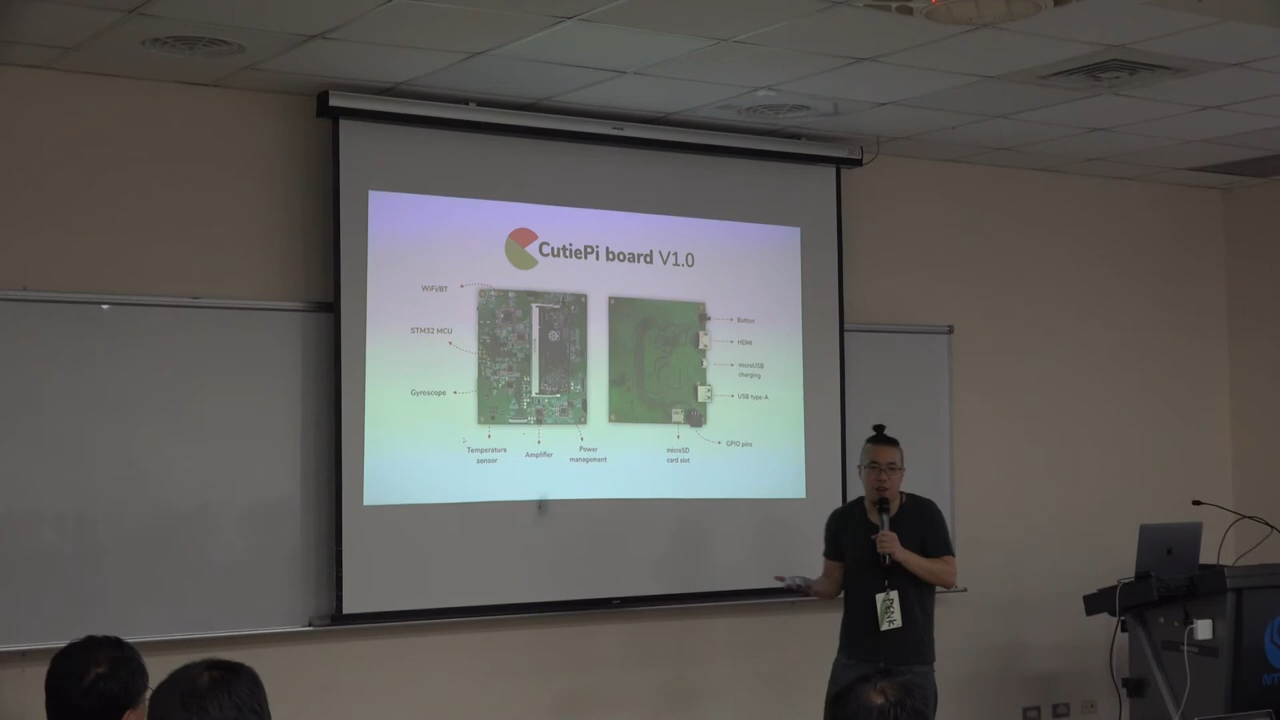 CutiePi board V1.0
WiFi/BT
STM32 MCU
Gyroscope
Temperature
sensor
Amplifier
Power
management
Button
HDMI
microUSB
charging
USB type-A
GPIO pins
microSD
card slot
PENK